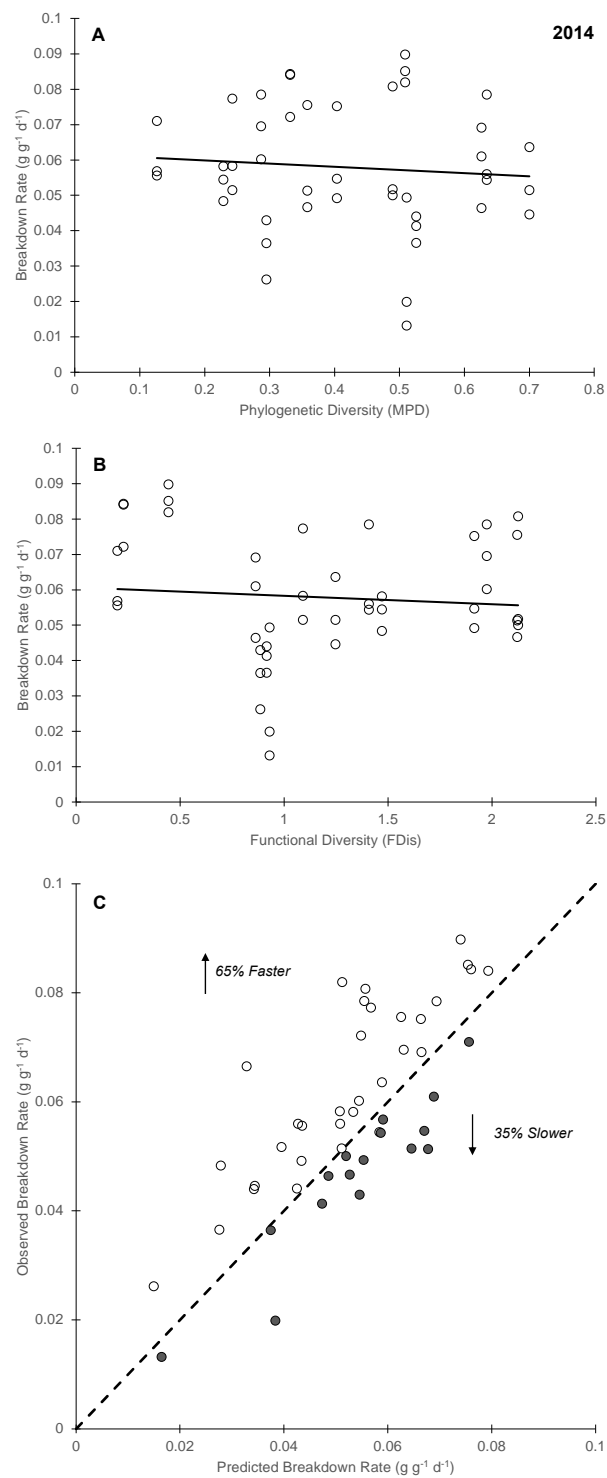 A
2014
0.1
0.09
0.08
0.07
0.06
0.05
0.04
0.03
0.02
0.01
0
Breakdown Rate (g g⁻¹ d⁻¹)
0 0.1 0.2 0.3 0.4 0.5 0.6 0.7 0.8
Phylogenetic Diversity (MPD)
B
0.1
0.09
0.08
0.07
0.06
0.05
0.04
0.03
0.02
0.01
0
Breakdown Rate (g g⁻¹ d⁻¹)
0 0.5 1 1.5 2 2.5
Functional Diversity (FDis)
C
0.1
0.08
0.06
0.04
0.02
0
Observed Breakdown Rate (g g⁻¹ d⁻¹)
65% Faster
35% Slower
0 0.02 0.04 0.06 0.08 0.1
Predicted Breakdown Rate (g g⁻¹ d⁻¹)